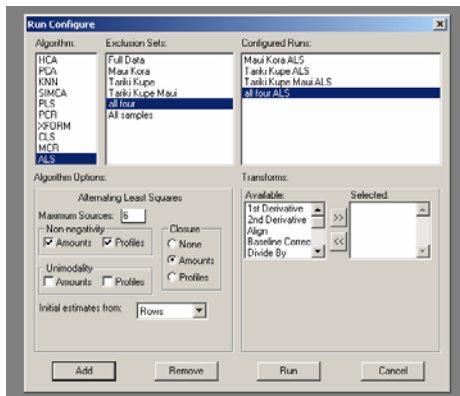 Run Configure
Algorithm: Exclusion Sets: Configured Runs:
HCA Full Data Maui Kora ALS
PCA Maui Kora Tariki Kupe ALS
KNN Tariki Kupe Tariki Kupe Maui ALS
SIMCA Tariki Kupe Maui all four ALS
PLS all four
PCR All samples
XFORM
CLS
MCR
ALS
Algorithm Options: Transforms:
Alternating Least Squares Available: Selected:
Maximum Sources: 6 1st Derivative
Non-negativity Closure 2nd Derivative >>
Amounts Profiles None Align
Amounts Baseline Correc <<
Unimodality Profiles Divide By
Amounts Profiles
Initial estimates from: Rows
Add Remove Run Cancel